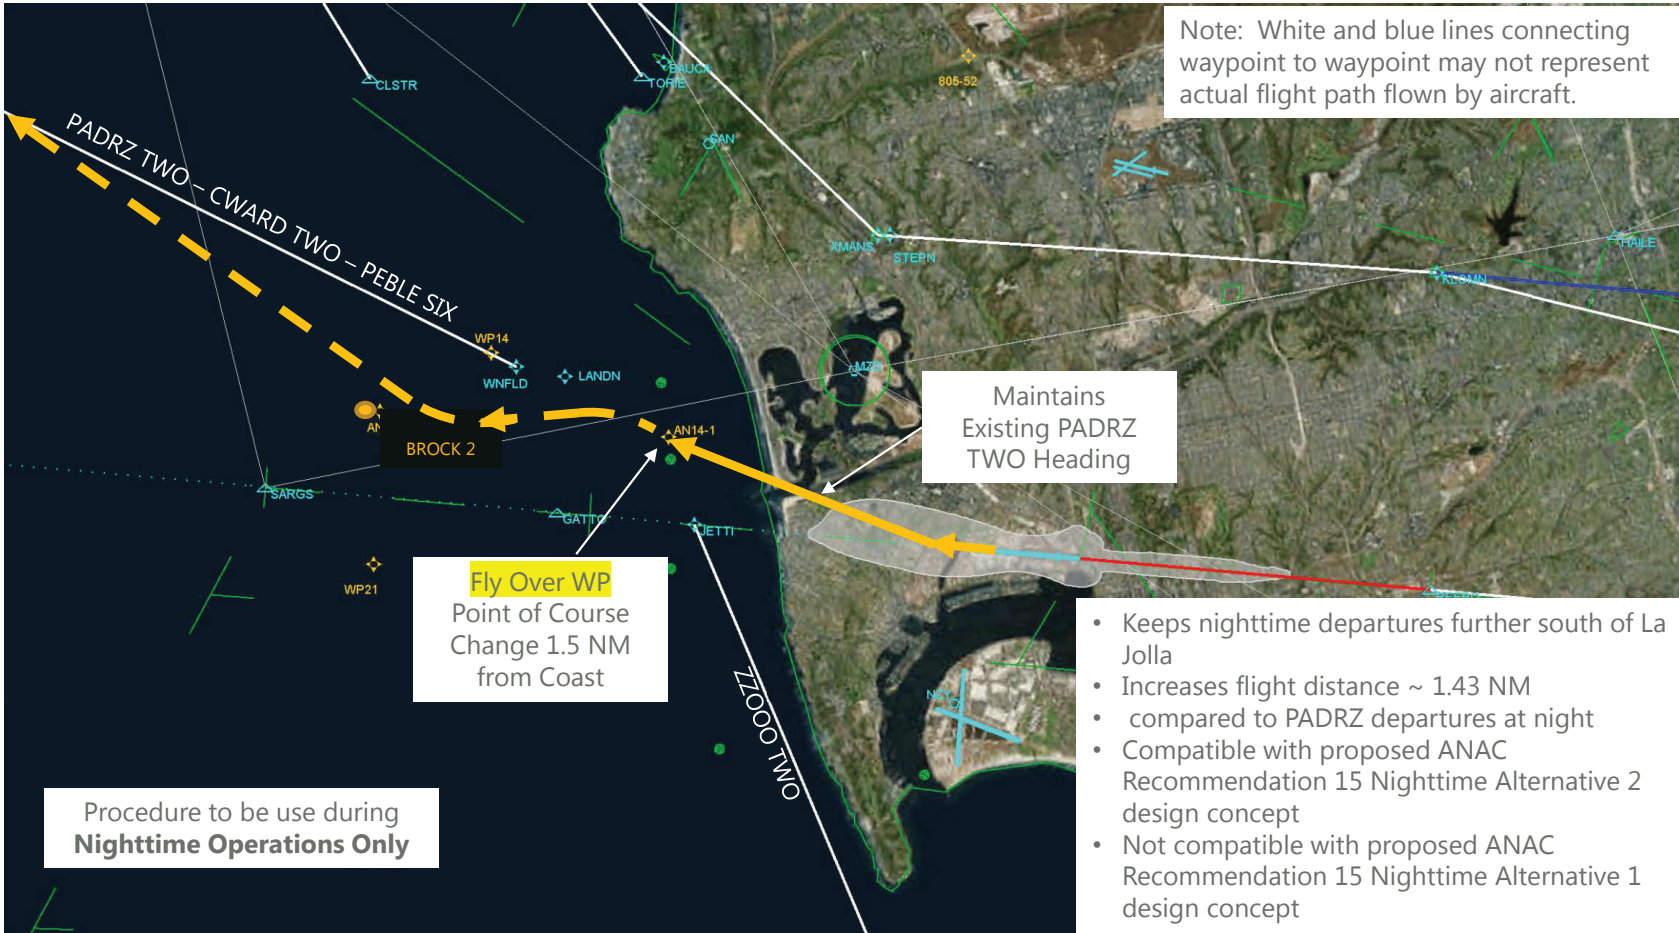 Note:  White and blue lines connecting
waypoint to waypoint may not represent
actual flight path flown by aircraft.
BAUCA
TORIE
CLSTR
805-52
SAN
PADRZ TWO – CWARD TWO – PEBLE SIX
XMANS
STEPN
HAILE
KLOMN
WP14
WNFLD
LANDN
MZB
Maintains
Existing PADRZ
TWO Heading
AN
BROCK 2
AN14-1
SARGS
GATTO
JETTI
WP21
Fly Over WP
Point of Course
Change 1.5 NM
from Coast
ZZOOO TWO
NZY
Procedure to be use during
Nighttime Operations Only
• Keeps nighttime departures further south of La
Jolla
• Increases flight distance ~ 1.43 NM
• compared to PADRZ departures at night
• Compatible with proposed ANAC
Recommendation 15 Nighttime Alternative 2
design concept
• Not compatible with proposed ANAC
Recommendation 15 Nighttime Alternative 1
design concept